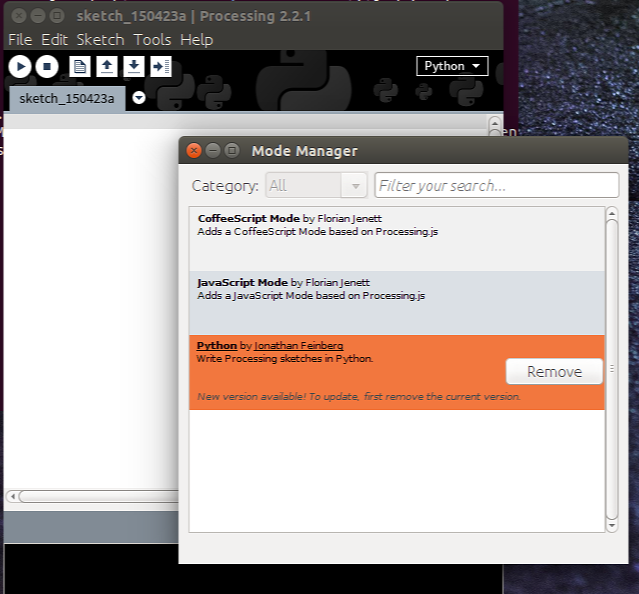 sketch_150423a | Processing 2.2.1
File Edit Sketch Tools Help
Python
sketch_150423a
Mode Manager
Category: All Filter your search...
CoffeeScript Mode by Florian Jenett
Adds a CoffeeScript Mode based on Processing.js
JavaScript Mode by Florian Jenett
Adds a JavaScript Mode based on Processing.js
Python by Jonathan Feinberg
Write Processing sketches in Python.
Remove
New version available! To update, first remove the current version.